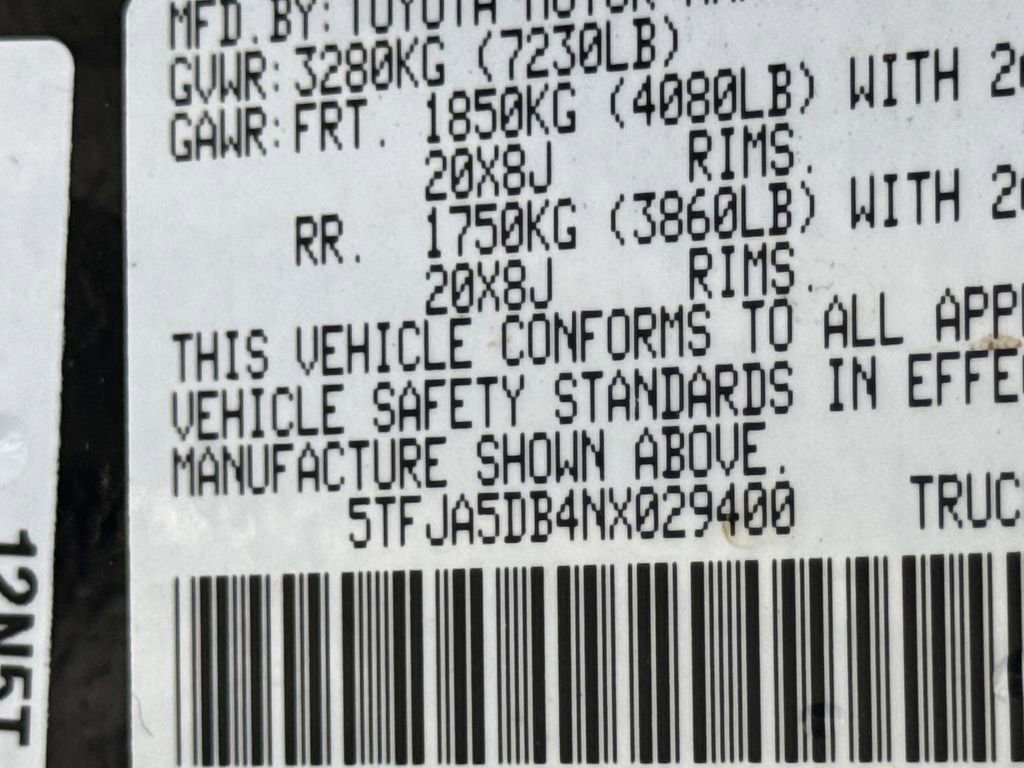 MFD.BY: TOYOTA MOTOR
GVWR: 3280KG (7230LB)
GAWR: FRT. 1850KG (4080LB) WITH
20X8J RIMS.
RR. 1750KG (3860LB) WITH
20X8J RIMS.
THIS VEHICLE CONFORMS TO ALL
VEHICLE SAFETY STANDARDS IN
MANUFACTURE SHOWN ABOVE.
5TFJA5DB4NX029400 TRUC
12N5T